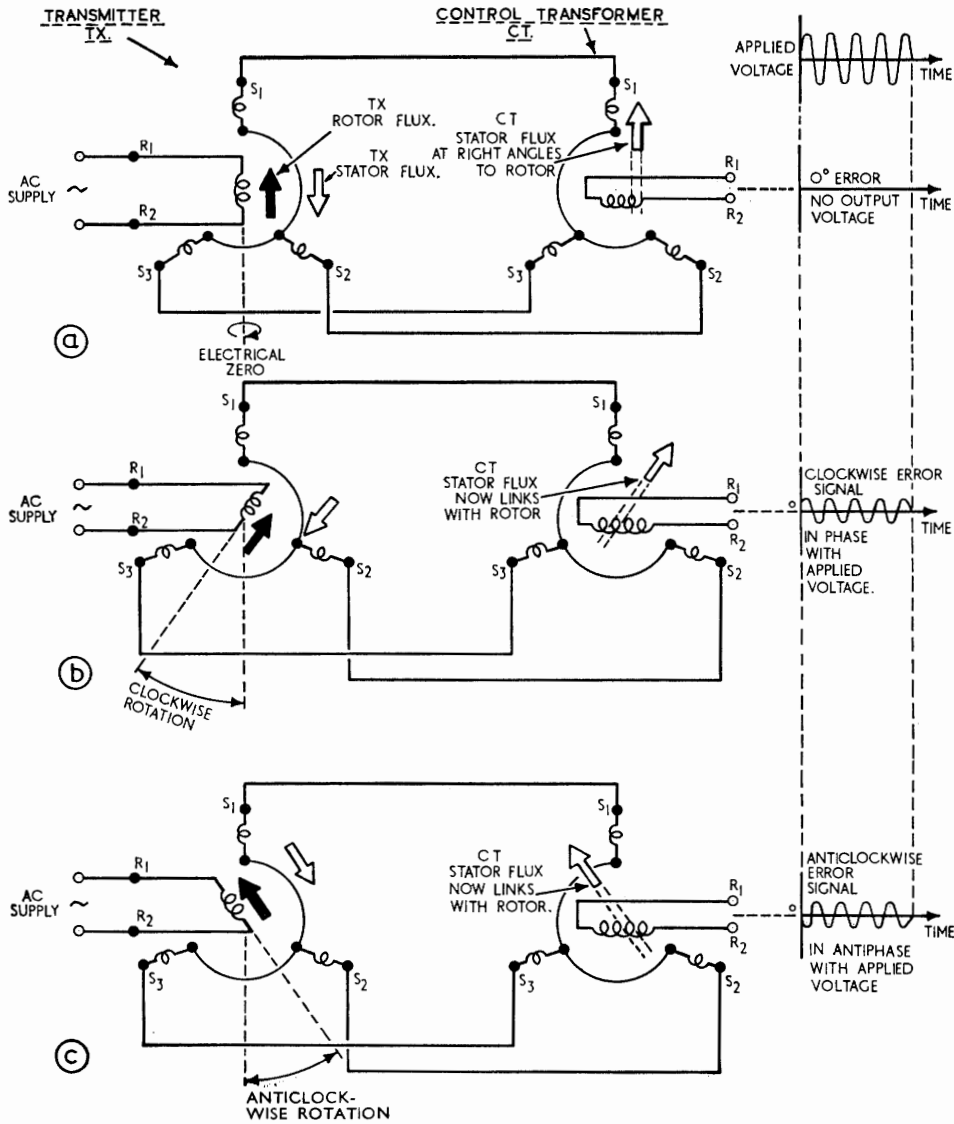 TRANSMITTER
TX.
CONTROL TRANSFORMER
CT.
APPLIED
VOLTAGE
TIME
S1
S1
TX
ROTOR FLUX.
TX
STATOR FLUX.
CT
STATOR FLUX
AT RIGHT ANGLES
TO ROTOR
R1
R2
AC
SUPPLY
~
R1
R2
O° ERROR
NO OUTPUT
VOLTAGE
TIME
S3
S2
S3
S2
a
ELECTRICAL
ZERO
S1
S1
R1
R2
AC
SUPPLY
~
CT
STATOR FLUX
NOW LINKS
WITH ROTOR
R1
R2
CLOCKWISE ERROR
SIGNAL
O
TIME
IN PHASE
WITH
APPLIED
VOLTAGE.
S3
S2
S3
S2
b
CLOCKWISE
ROTATION
S1
S1
R1
R2
AC
SUPPLY
~
CT
STATOR FLUX
NOW LINKS
WITH ROTOR.
R1
R2
ANTICLOCKWISE
ERROR
SIGNAL
O
TIME
IN ANTIPHASE
WITH APPLIED
VOLTAGE
S3
S2
S3
S2
c
ANTICLOCK-
WISE ROTATION